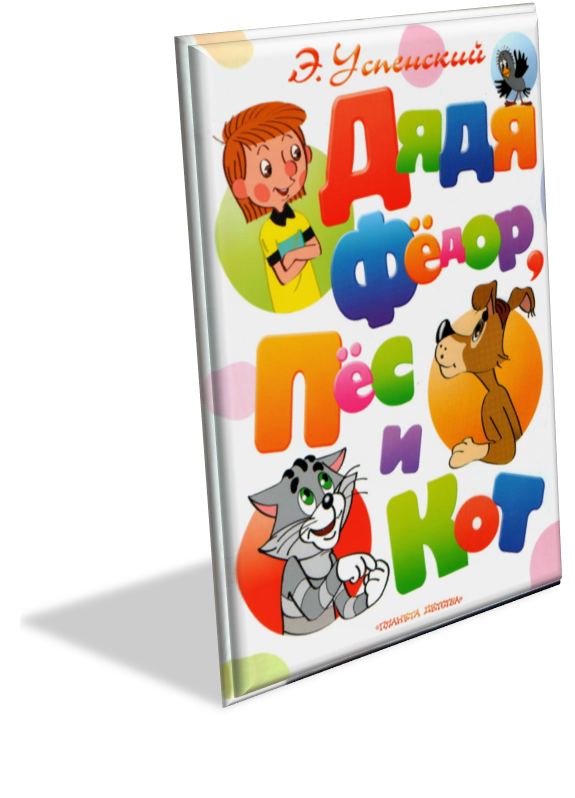 Э. Успенский
Дядя
Фёдор,
Пёс
и
Кот
«ПЛАНЕТА ДЕТСТВА»